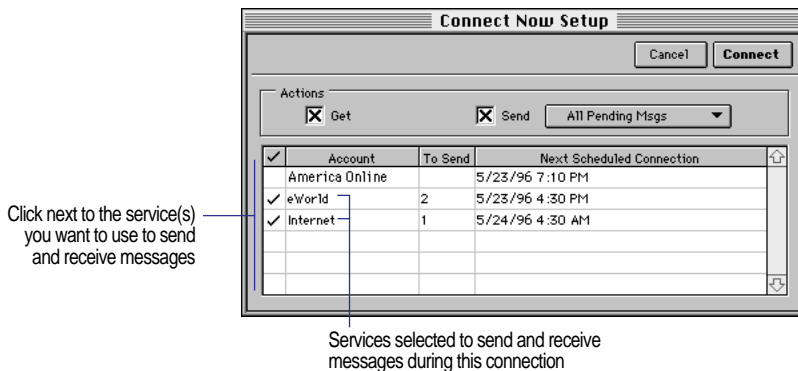 Connect Now Setup
Cancel
Connect
Actions
Get
Send
All Pending Msgs
Account To Send Next Scheduled Connection
America Online 5/23/96 7:10 PM
eWorld 2 5/23/96 4:30 PM
Internet 1 5/24/96 4:30 AM
Click next to the service(s)
you want to use to send
and receive messages
Services selected to send and receive
messages during this connection